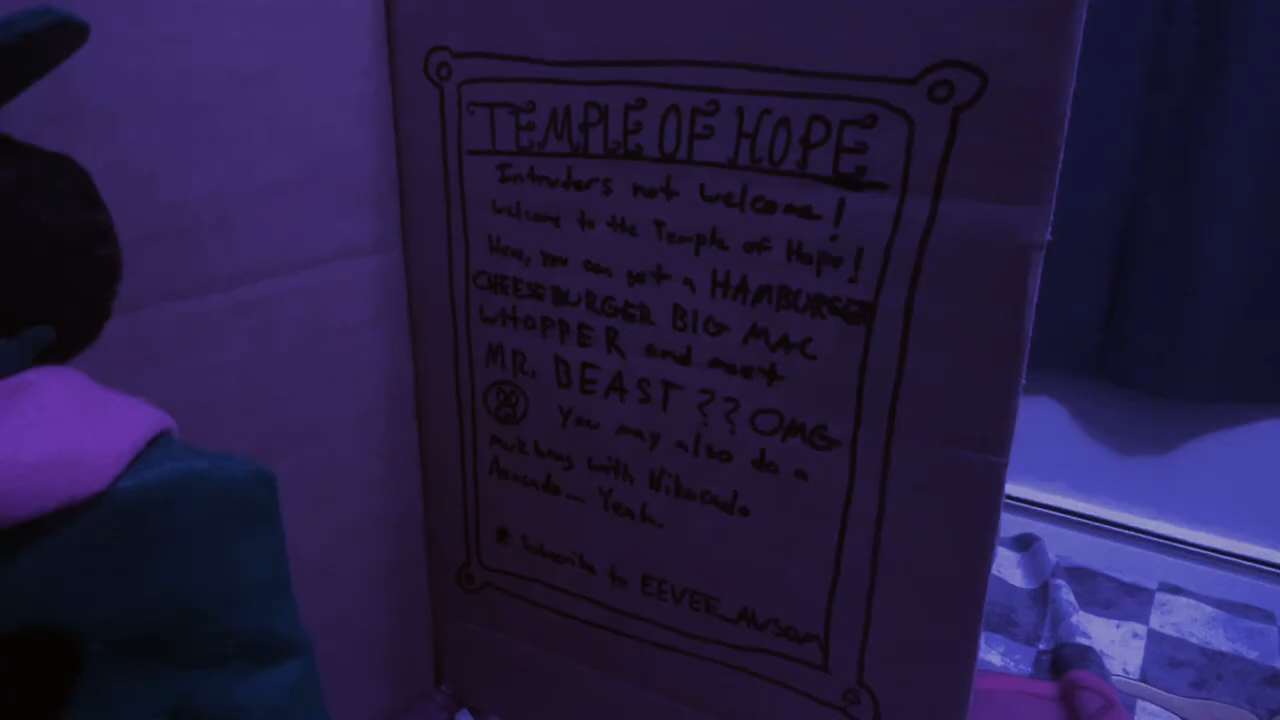 TEMPLE OF HOPE
Intruders not welcome!
Welcome to the Temple of Hope!
Here, you can get a HAMBURGER
CHEESEBURGER BIG MAC
WHOPPER and meet
MR. BEAST?? OMG
You may also do a
mukbang with Nikocado
Avocado— Yeah.
# Subscribe to EEVEE_AWSOM